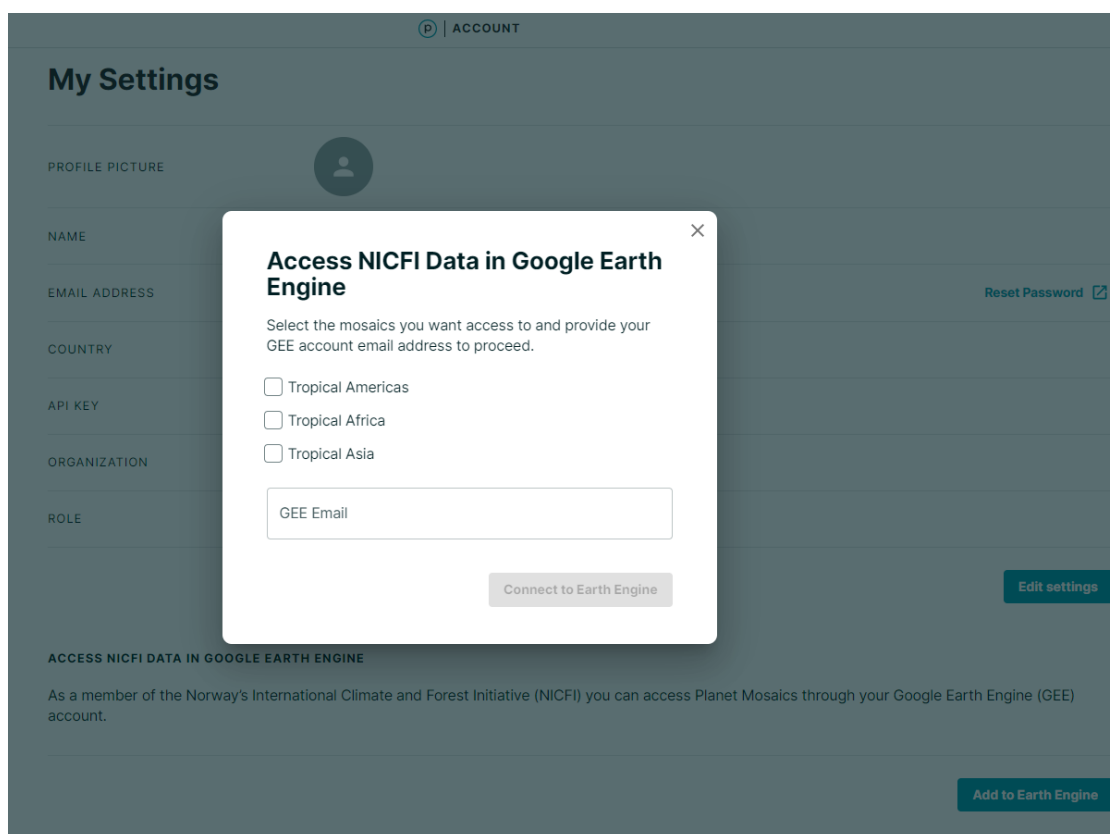 P | ACCOUNT
My Settings
PROFILE PICTURE
NAME
EMAIL ADDRESS
Reset Password
COUNTRY
API KEY
ORGANIZATION
ROLE
Access NICFI Data in Google Earth
Engine
Select the mosaics you want access to and provide your
GEE account email address to proceed.
Tropical Americas
Tropical Africa
Tropical Asia
GEE Email
Connect to Earth Engine
Edit settings
ACCESS NICFI DATA IN GOOGLE EARTH ENGINE
As a member of the Norway's International Climate and Forest Initiative (NICFI) you can access Planet Mosaics through your Google Earth Engine (GEE)
account.
Add to Earth Engine